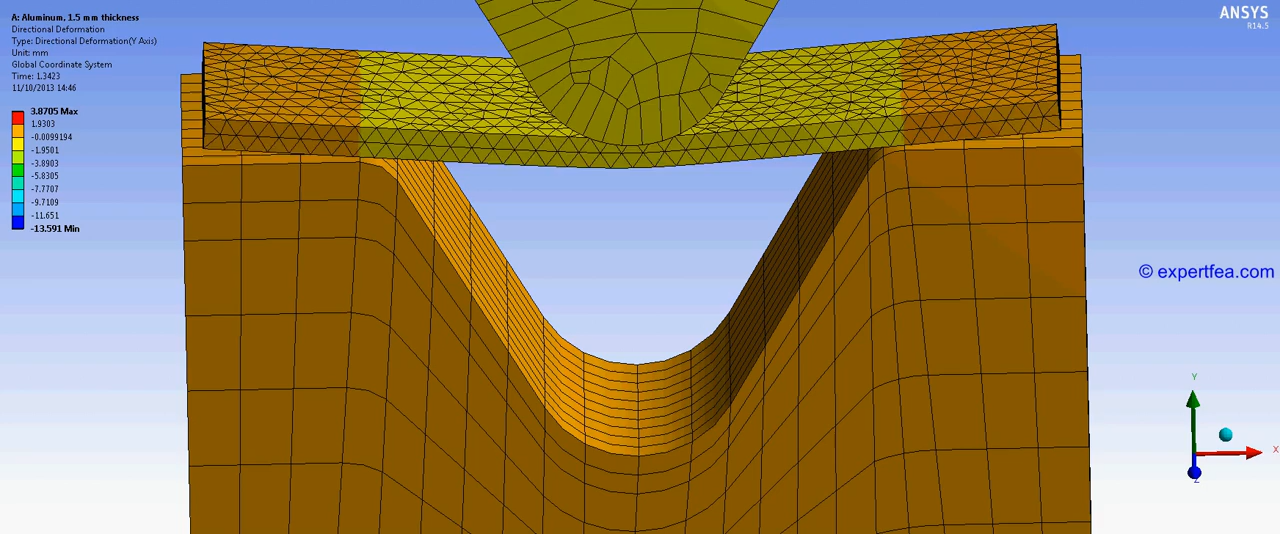 A: Aluminum, 1.5 mm thickness
Directional Deformation
Type: Directional Deformation(Y Axis)
Unit: mm
Global Coordinate System
Time: 1.3423
11/10/2013 14:46
3.8705 Max
1.9303
-0.0099194
-1.9501
-3.8903
-5.8305
-7.7707
-9.7109
-11.651
-13.591 Min
ANSYS
R14.5
© expertfea.com
Y
X
Z